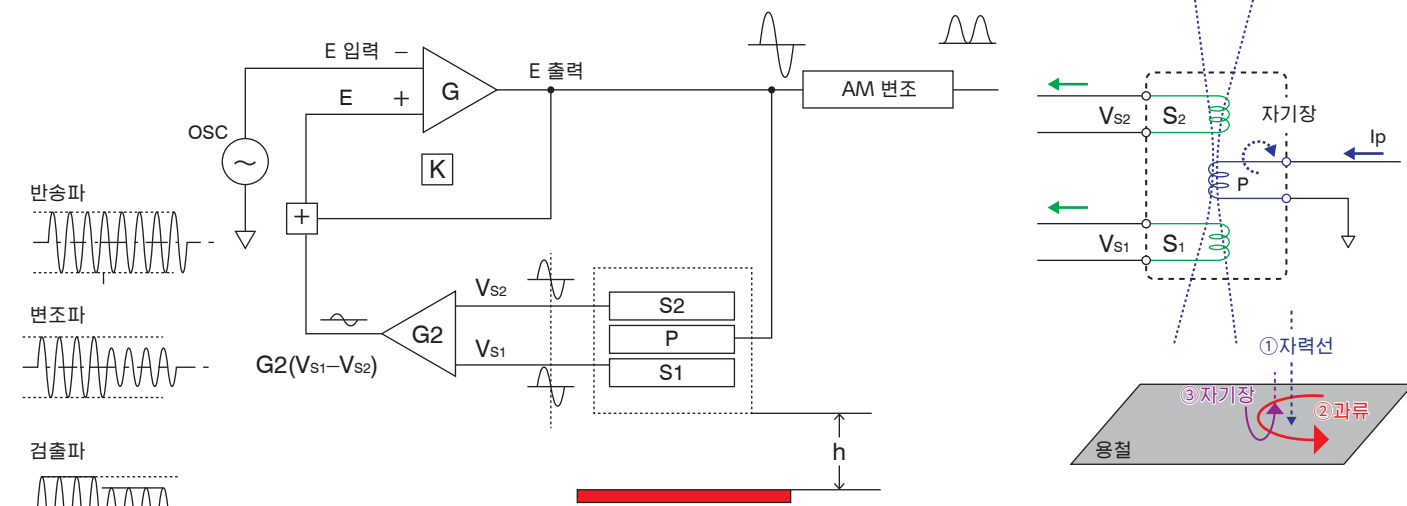 E 입력 −
E 출력
E +
G
AM 변조
OSC
K
반송파
+
변조파
VS2
S2
G2
P
VS1
S1
G2(VS1−VS2)
h
검출파
VS2 S2
자기장
Ip
P
VS1 S1
①자력선
③자기장
②과류
용철